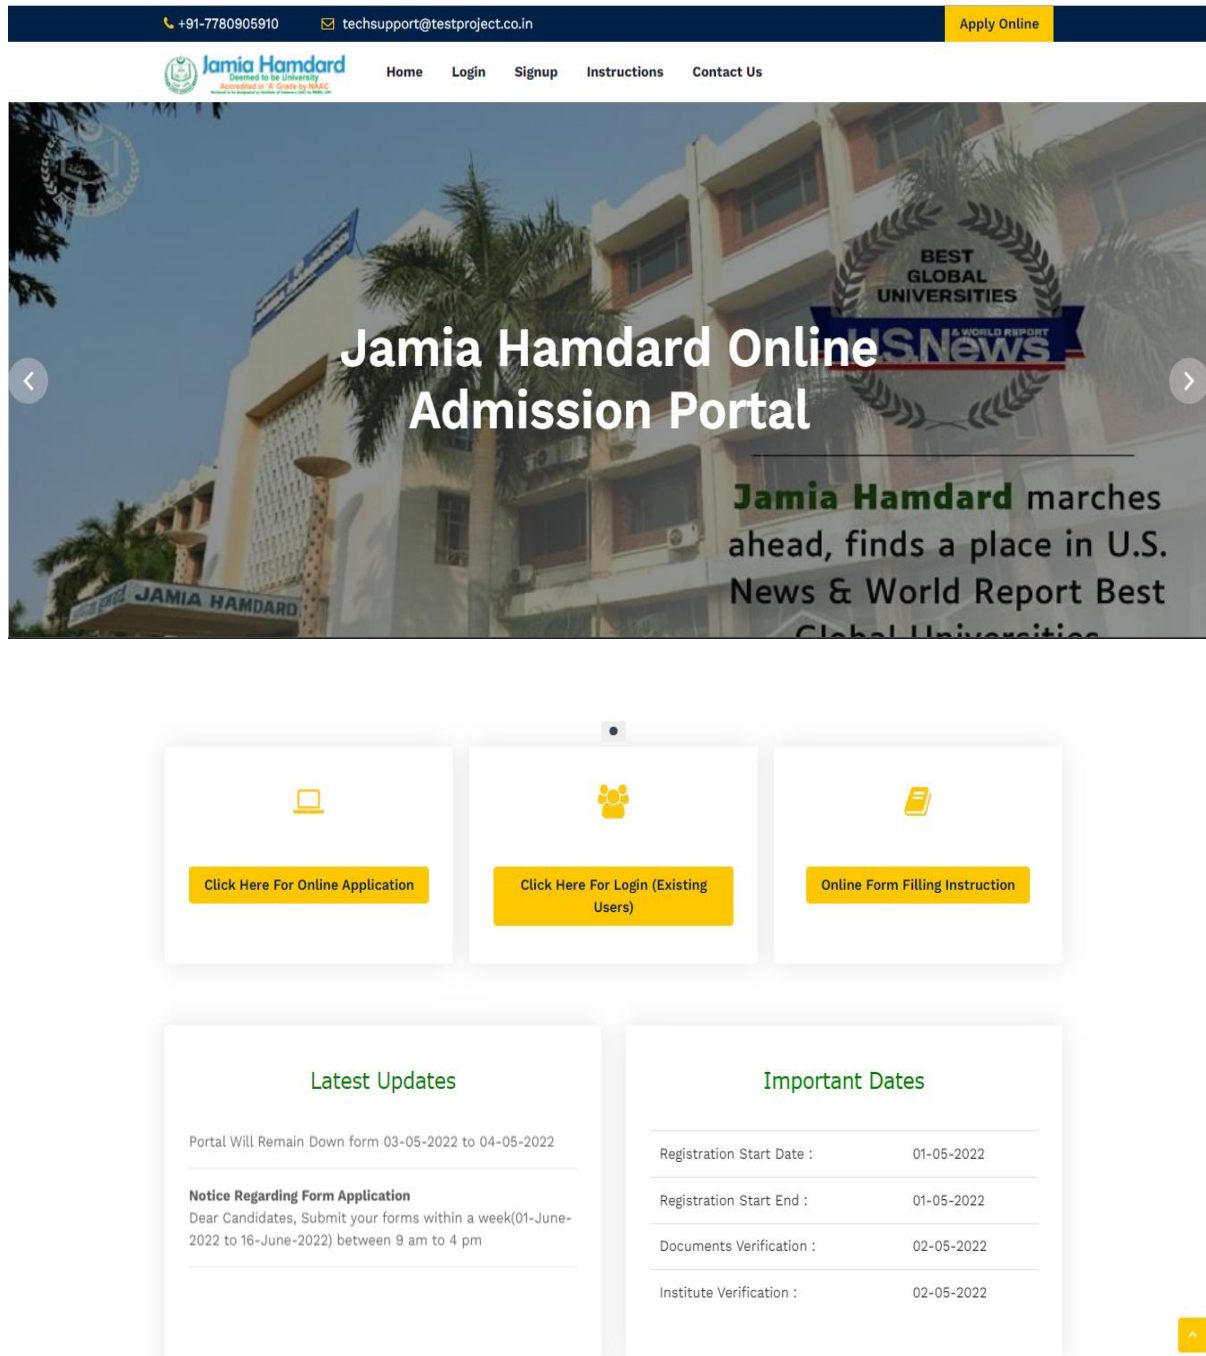 +91-7780905910 techsupport@testproject.co.in Apply Online
Jamia Hamdard
Deemed to be University
Accredited in 'A' Grade by NAAC
Home Login Signup Instructions Contact Us
BEST
GLOBAL
UNIVERSITIES
U.S.News
& WORLD REPORT
Jamia Hamdard Online
Admission Portal
Jamia Hamdard marches
ahead, finds a place in U.S.
News & World Report Best
Global Universities
JAMIA HAMDARD
Click Here For Online Application
Click Here For Login (Existing
Users)
Online Form Filling Instruction
Latest Updates
Portal Will Remain Down form 03-05-2022 to 04-05-2022
Notice Regarding Form Application
Dear Candidates, Submit your forms within a week(01-June-
2022 to 16-June-2022) between 9 am to 4 pm
Important Dates
Registration Start Date : 01-05-2022
Registration Start End : 01-05-2022
Documents Verification : 02-05-2022
Institute Verification : 02-05-2022